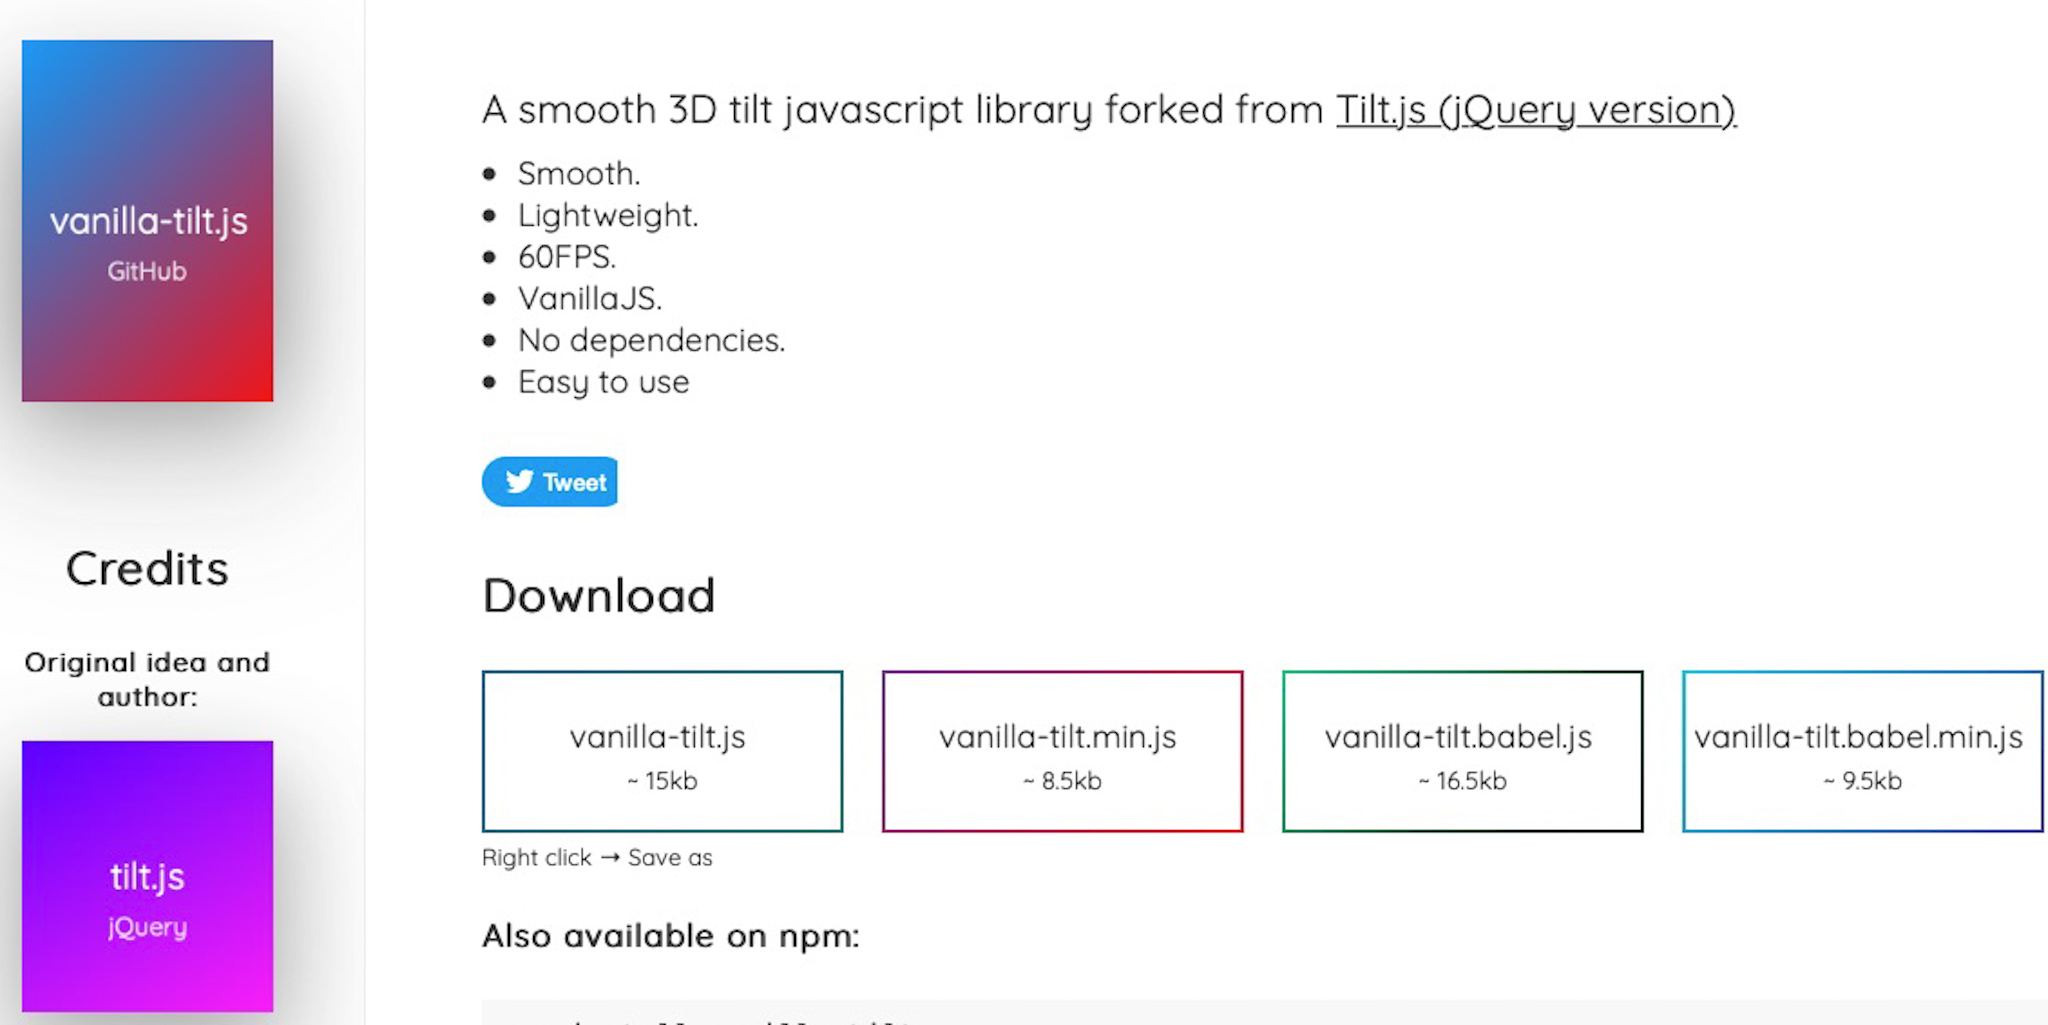 vanilla-tilt.js
GitHub
Credits
Original idea and
author:
tilt.js
jQuery
A smooth 3D tilt javascript library forked from Tilt.js (jQuery version)
Smooth.
Lightweight.
60FPS.
VanillaJS.
No dependencies.
Easy to use
Tweet
Download
vanilla-tilt.js
~ 15kb
vanilla-tilt.min.js
~ 8.5kb
vanilla-tilt.babel.js
~ 16.5kb
vanilla-tilt.babel.min.js
~ 9.5kb
Right click → Save as
Also available on npm: